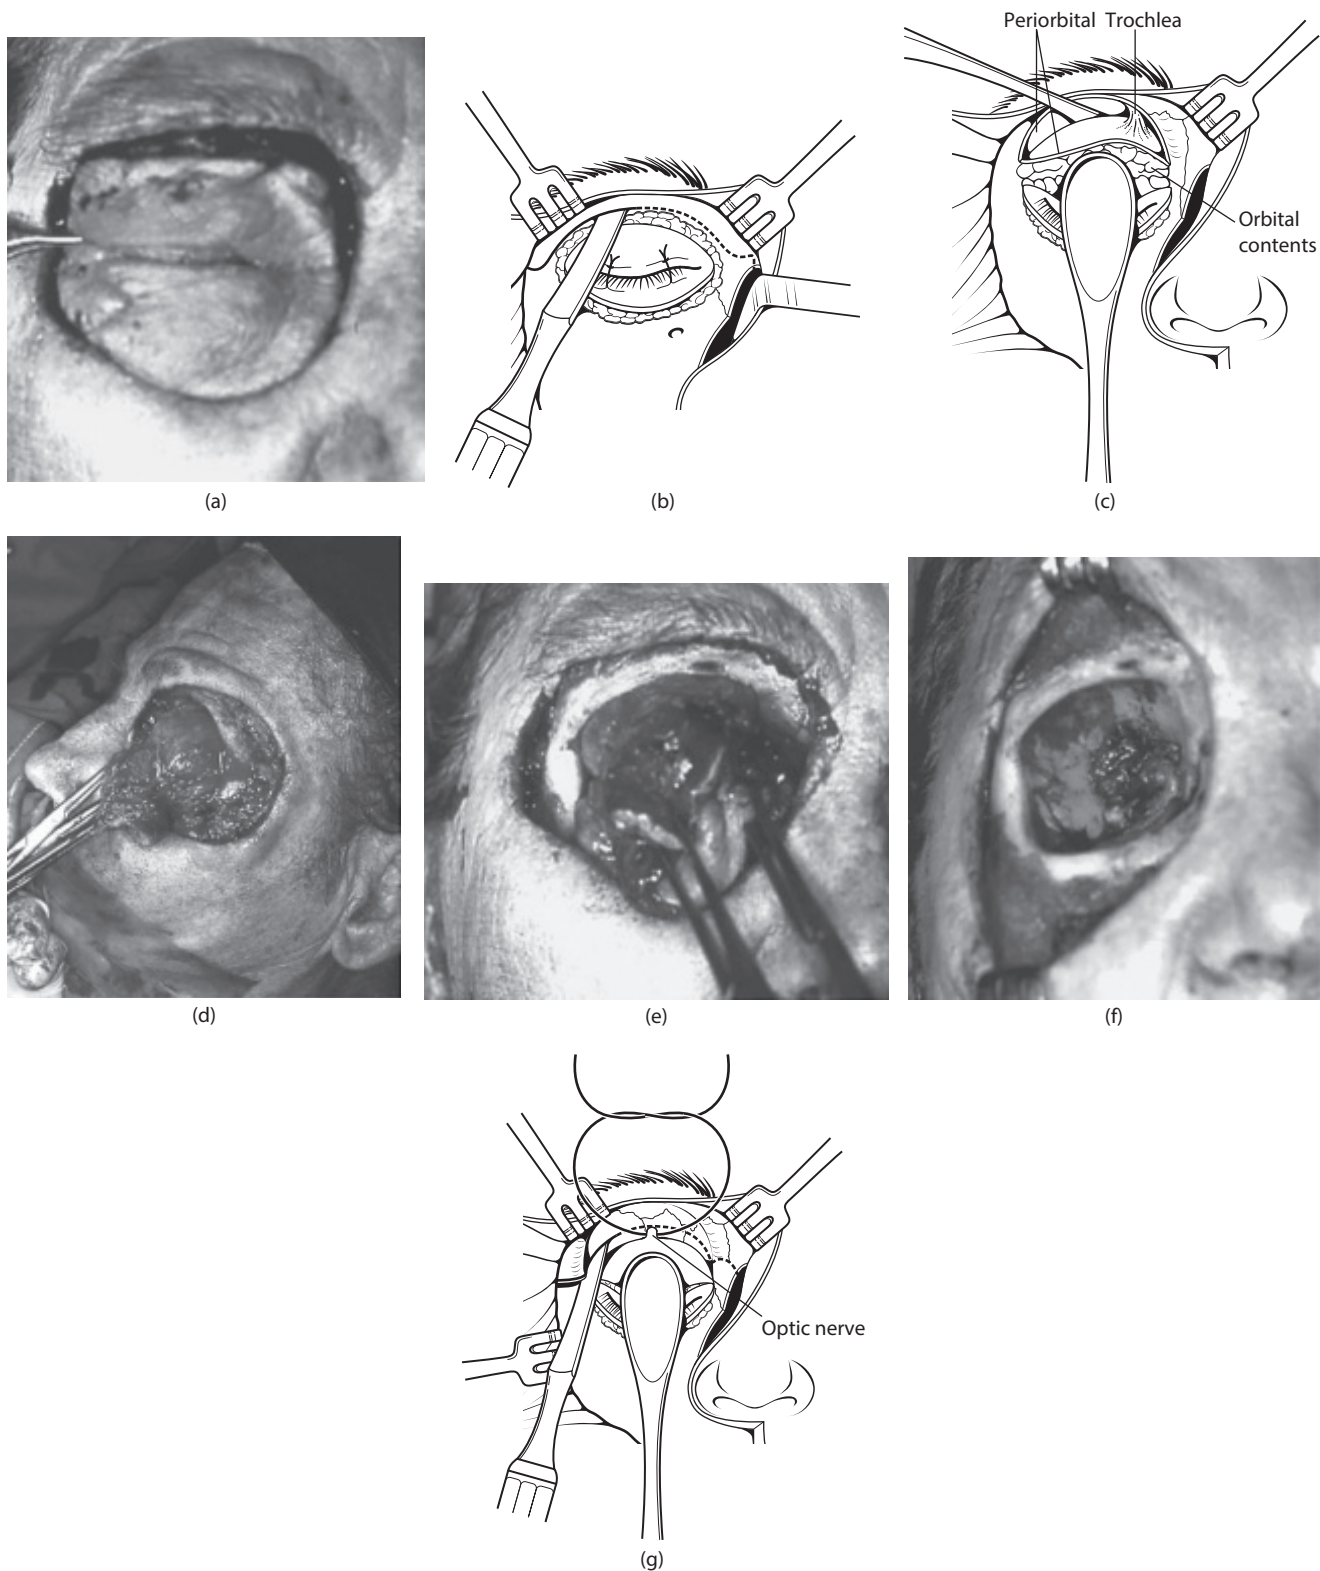 Periorbital Trochlea
Orbital
contents
(a)
(b)
(c)
(d)
(e)
(f)
Optic nerve
(g)